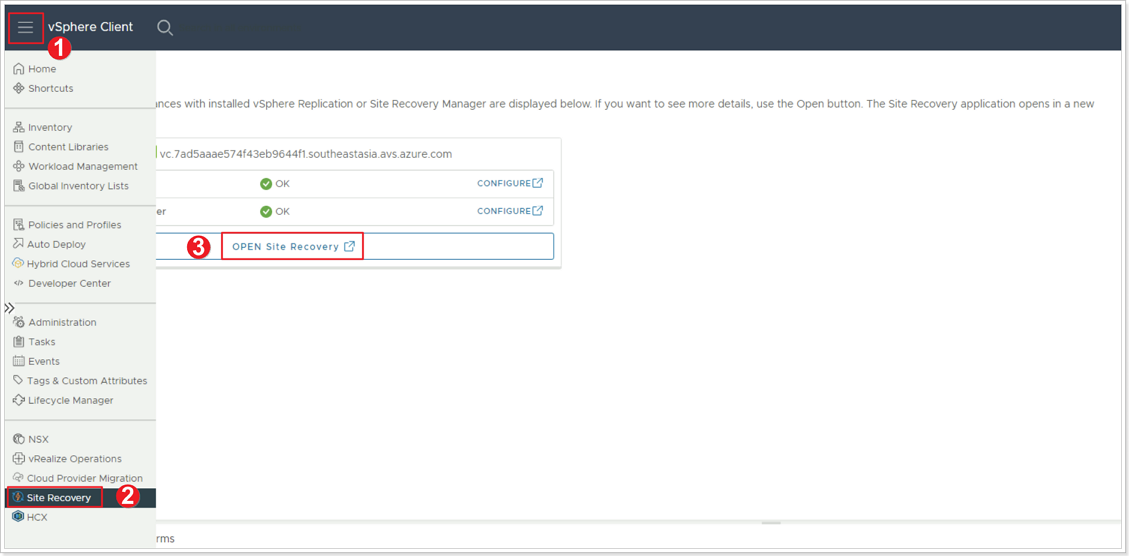 vSphere Client
1
Home
Shortcuts
ances with installed vSphere Replication or Site Recovery Manager are displayed below. If you want to see more details, use the Open button. The Site Recovery application opens in a new
Inventory
Content Libraries
Workload Management
Global Inventory Lists
vc.7ad5aaae574f43eb9644f1.southeastasia.avs.azure.com
OK CONFIGURE
er OK CONFIGURE
3 OPEN Site Recovery
Policies and Profiles
Auto Deploy
Hybrid Cloud Services
Developer Center
Administration
Tasks
Events
Tags & Custom Attributes
Lifecycle Manager
NSX
vRealize Operations
Cloud Provider Migration
Site Recovery 2
HCX
rms